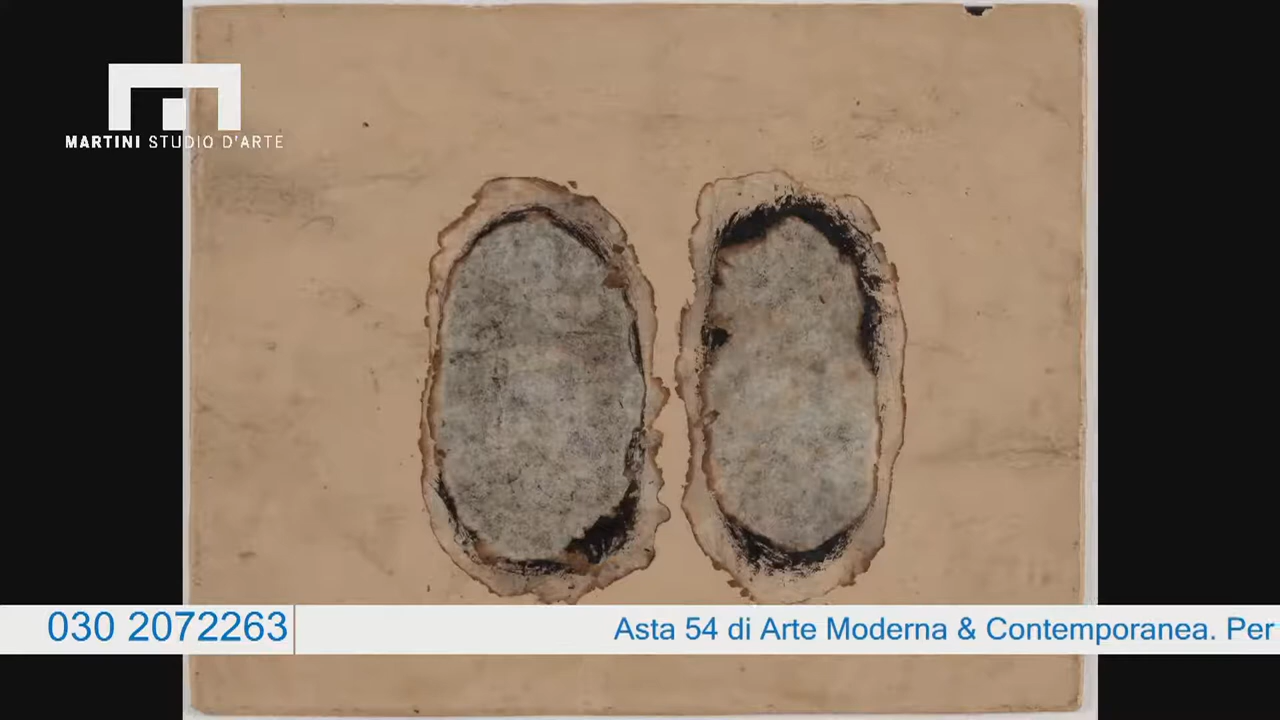 MARTINI STUDIO D'ARTE
030 2072263
Asta 54 di Arte Moderna & Contemporanea. Per